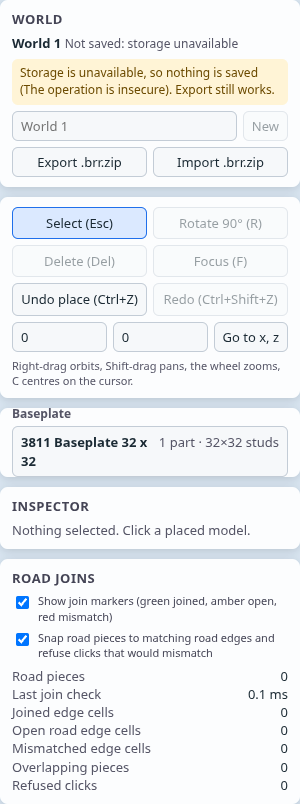 WORLD
World 1 Not saved: storage unavailable
Storage is unavailable, so nothing is saved
(The operation is insecure). Export still works.
World 1
New
Export .brr.zip
Import .brr.zip
Select (Esc)
Rotate 90° (R)
Delete (Del)
Focus (F)
Undo place (Ctrl+Z)
Redo (Ctrl+Shift+Z)
0
0
Go to x, z
Right-drag orbits, Shift-drag pans, the wheel zooms,
C centres on the cursor.
Baseplate
3811 Baseplate 32 x 1 part · 32×32 studs
32
INSPECTOR
Nothing selected. Click a placed model.
ROAD JOINS
Show join markers (green joined, amber open,
red mismatch)
Snap road pieces to matching road edges and
refuse clicks that would mismatch
Road pieces 0
Last join check 0.1 ms
Joined edge cells 0
Open road edge cells 0
Mismatched edge cells 0
Overlapping pieces 0
Refused clicks 0